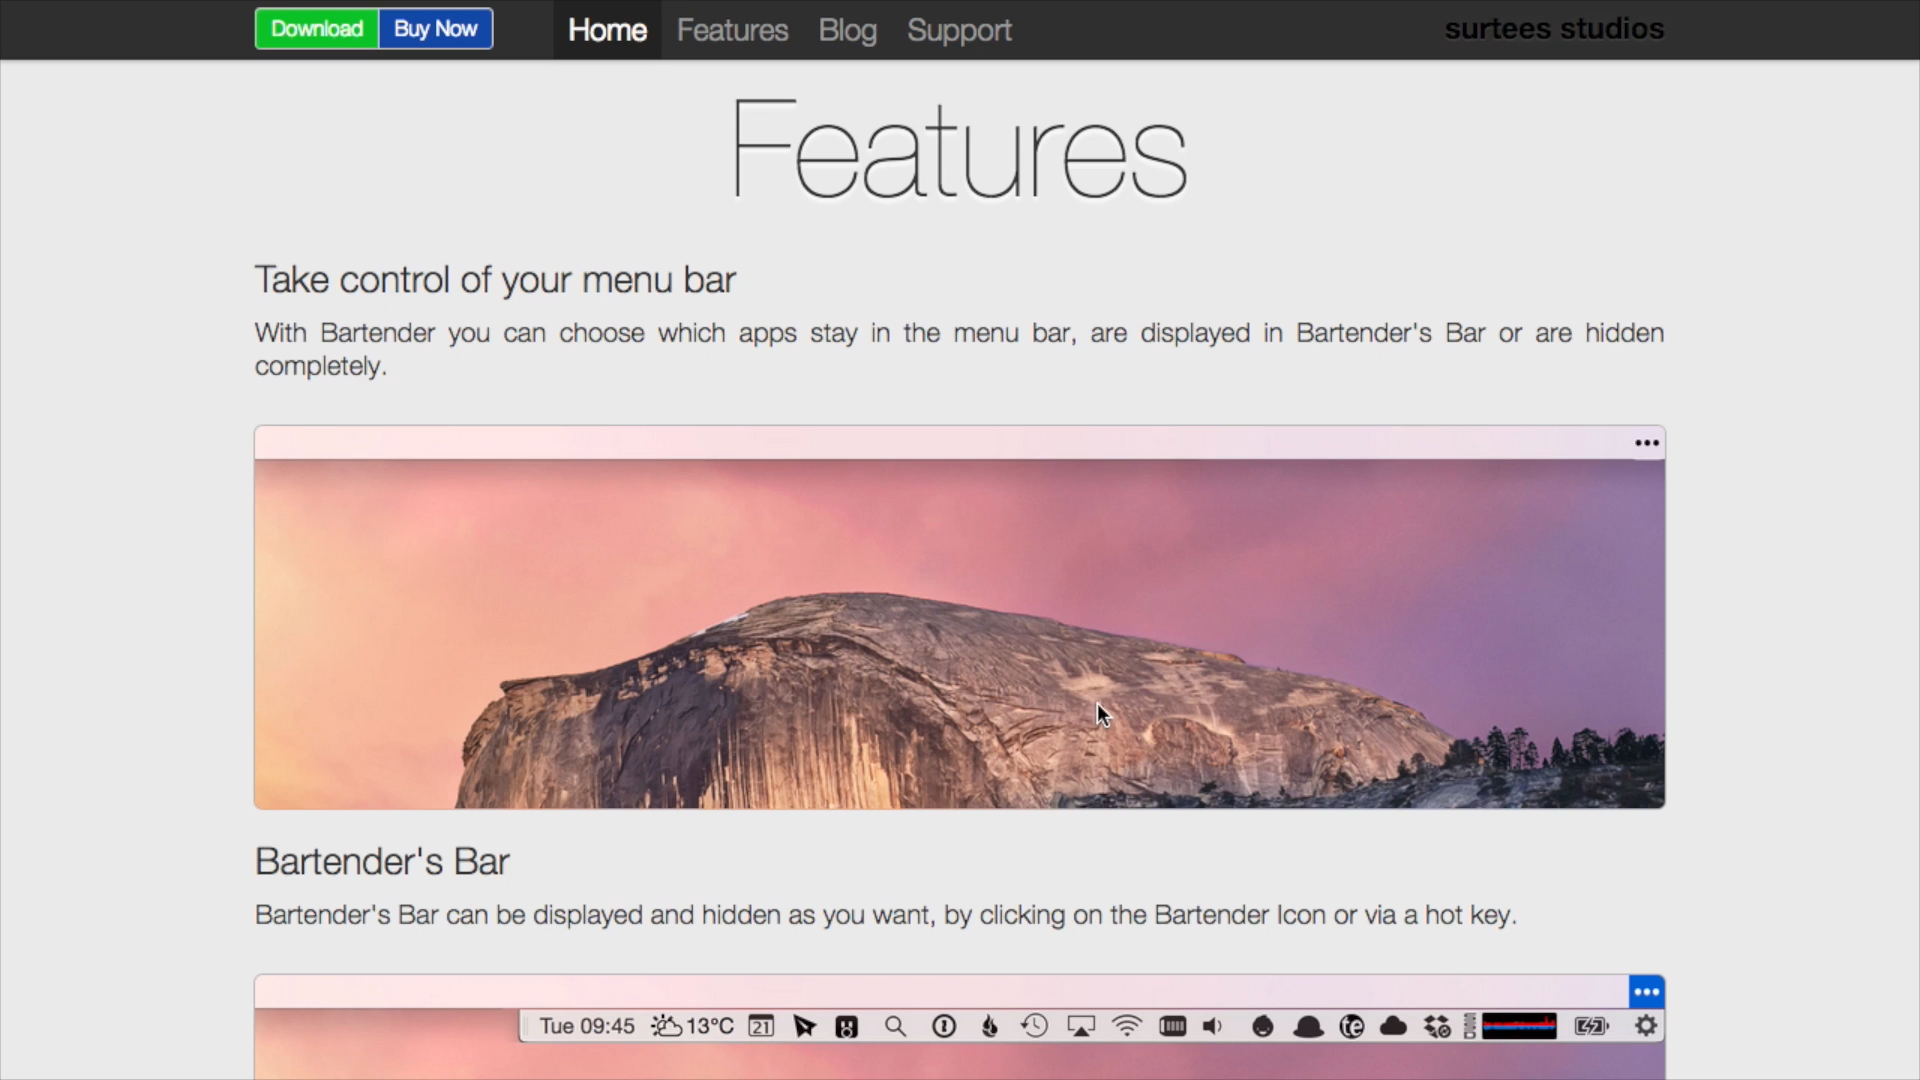 Download Buy Now Home Features Blog Support surtees studios
Features
Take control of your menu bar
With Bartender you can choose which apps stay in the menu bar, are displayed in Bartender's Bar or are hidden
completely.
Bartender's Bar
Bartender's Bar can be displayed and hidden as you want, by clicking on the Bartender Icon or via a hot key.
Tue 09:45 13°C 21 te